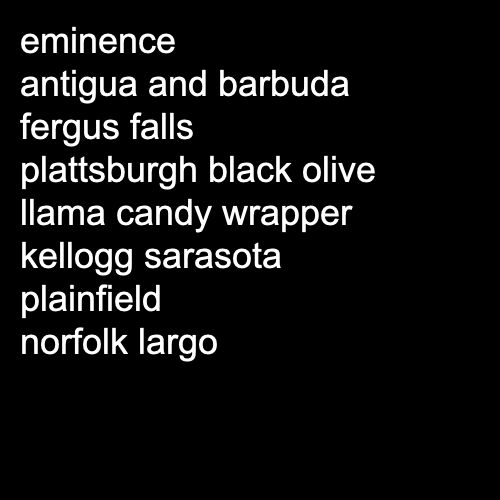 eminence
antigua and barbuda
fergus falls
plattsburgh black olive
llama candy wrapper
kellogg sarasota
plainfield
norfolk largo